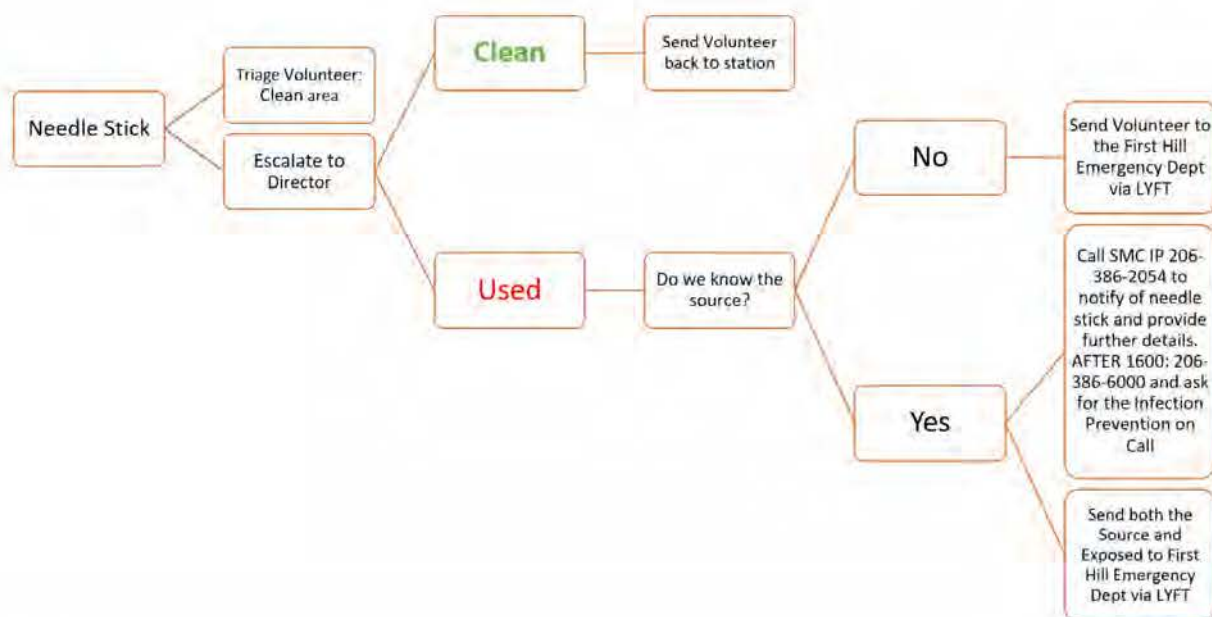 Needle Stick
Triage Volunteer:
Clean area
Escalate to
Director
Clean
Send Volunteer
back to station
Used
Do we know the
source?
No
Send Volunteer to
the First Hill
Emergency Dept
via LYFT
Yes
Call SMC IP 206-
386-2054 to
notify of needle
stick and provide
further details.
AFTER 1600: 206-
386-6000 and ask
for the Infection
Prevention on
Call
Send both the
Source and
Exposed to First
Hill Emergency
Dept via LYFT